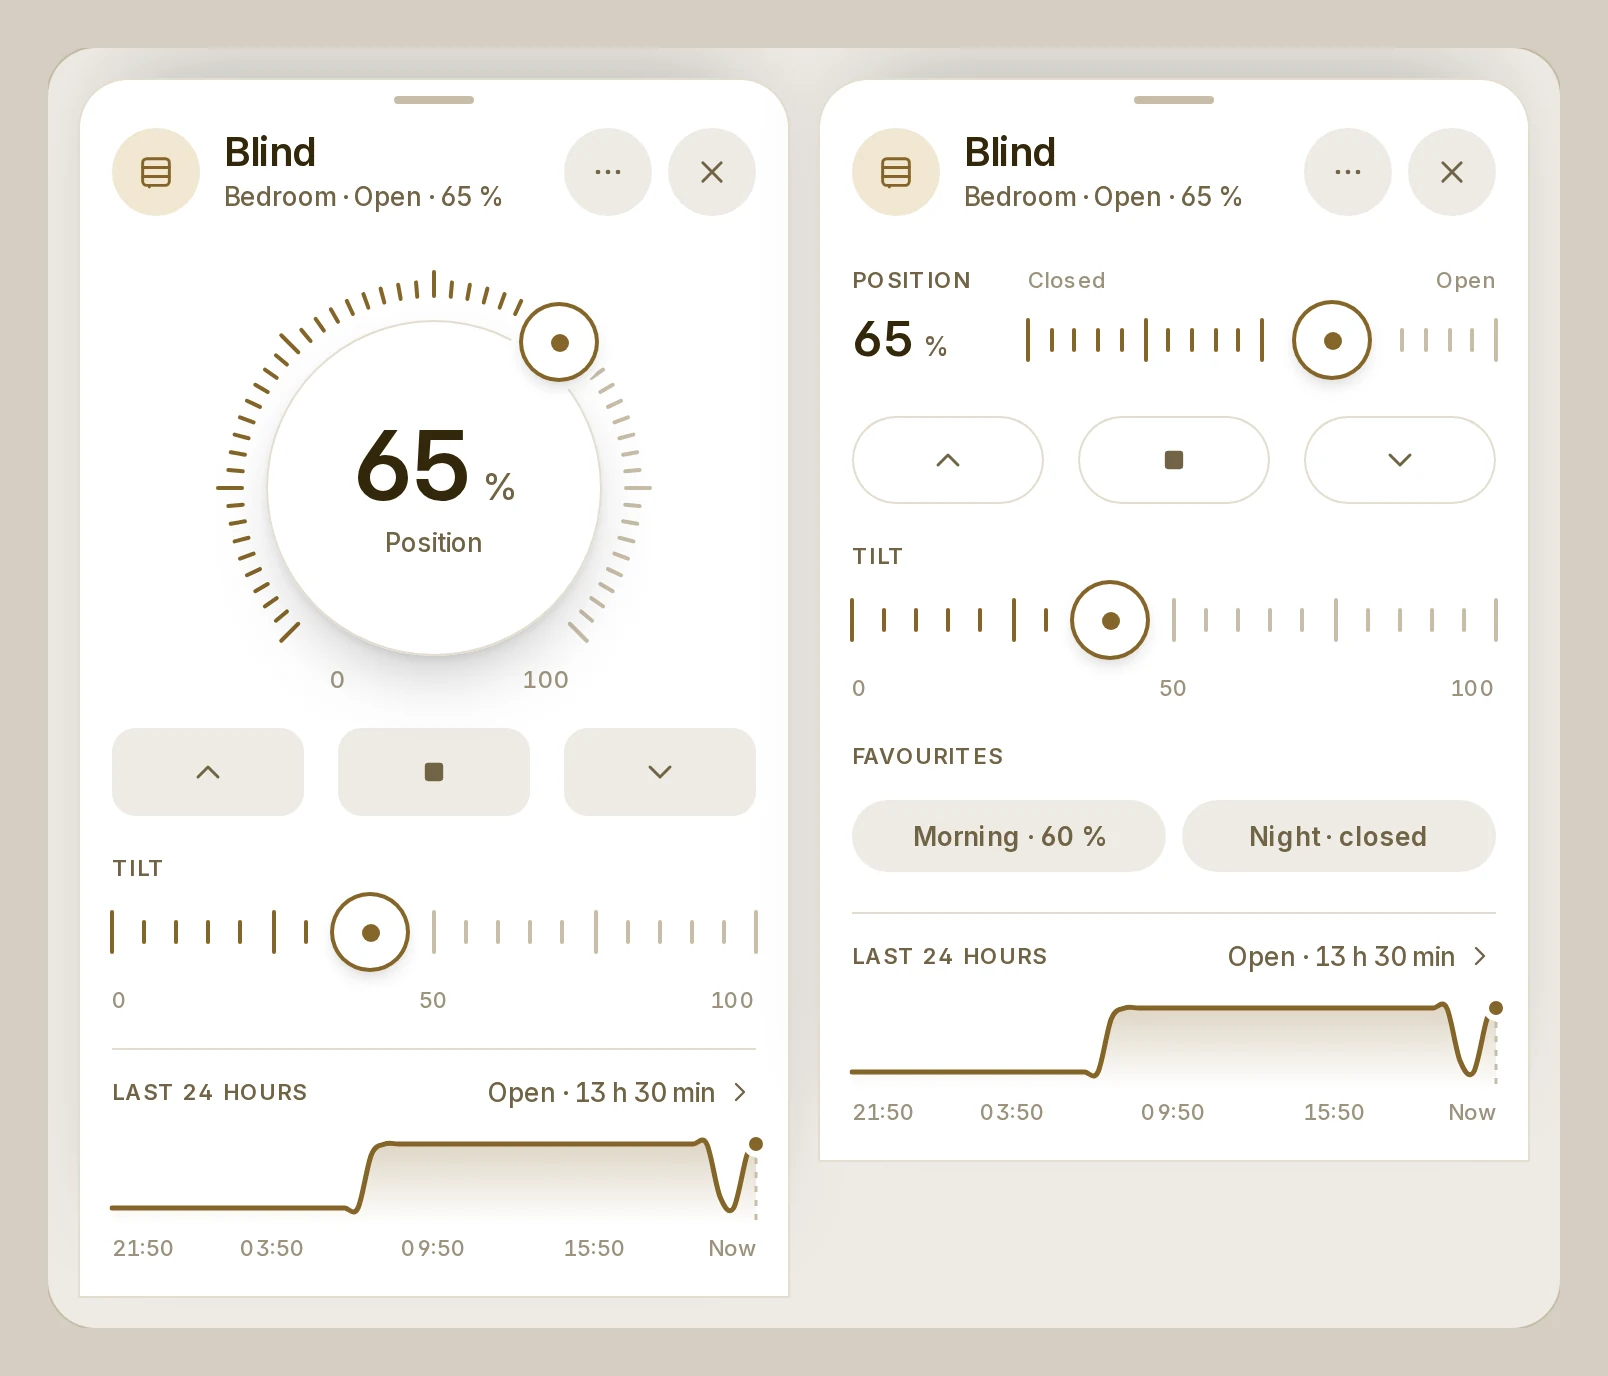 Blind
Bedroom · Open · 65 %
65 %
Position
0 100
TILT
0 50 100
LAST 24 HOURS Open · 13 h 30 min
21:50 03:50 09:50 15:50 Now
Blind
Bedroom · Open · 65 %
POSITION Closed Open
65 %
TILT
0 50 100
FAVOURITES
Morning · 60 % Night · closed
LAST 24 HOURS Open · 13 h 30 min
21:50 03:50 09:50 15:50 Now